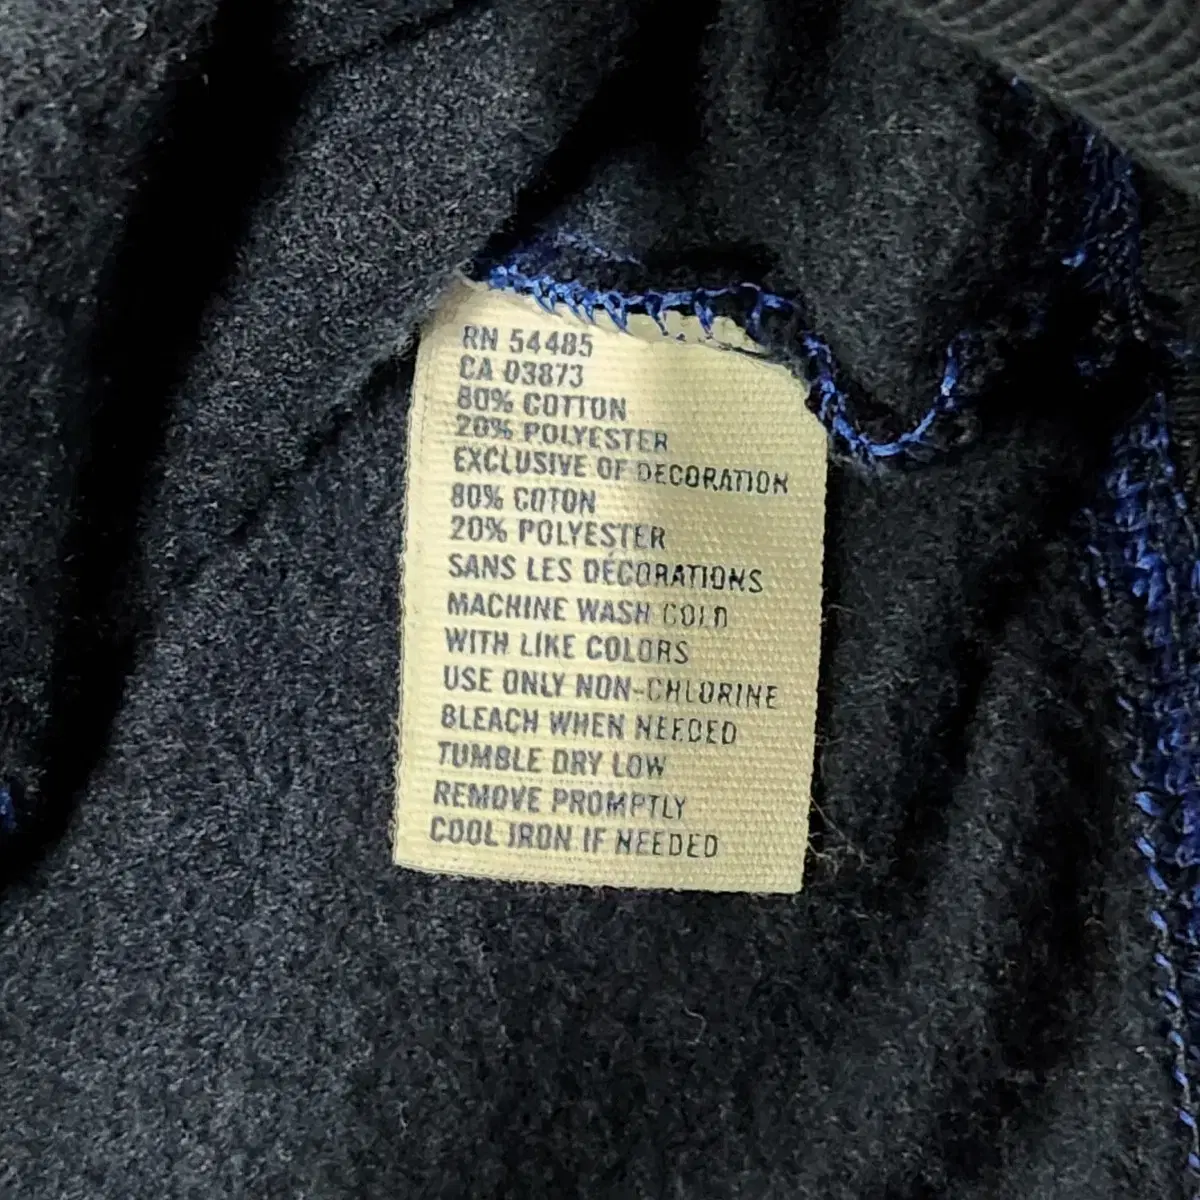 RN 54485
CA 03873
80% COTTON
20% POLYESTER
EXCLUSIVE OF DECORATION
80% COTON
20% POLYESTER
SANS LES DÉCORATIONS
MACHINE WASH COLD
WITH LIKE COLORS
USE ONLY NON-CHLORINE
BLEACH WHEN NEEDED
TUMBLE DRY LOW
REMOVE PROMPTLY
COOL IRON IF NEEDED